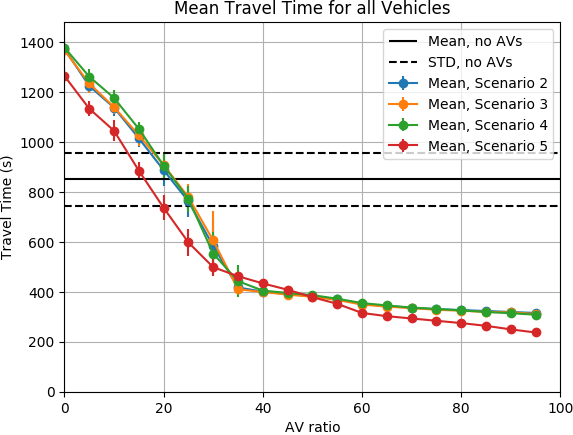 Mean Travel Time for all Vehicles
Mean, no AVs
STD, no AVs
Mean, Scenario 2
Mean, Scenario 3
Mean, Scenario 4
Mean, Scenario 5
Travel Time (s)
1400
1200
1000
800
600
400
200
0
0 20 40 60 80 100
AV ratio